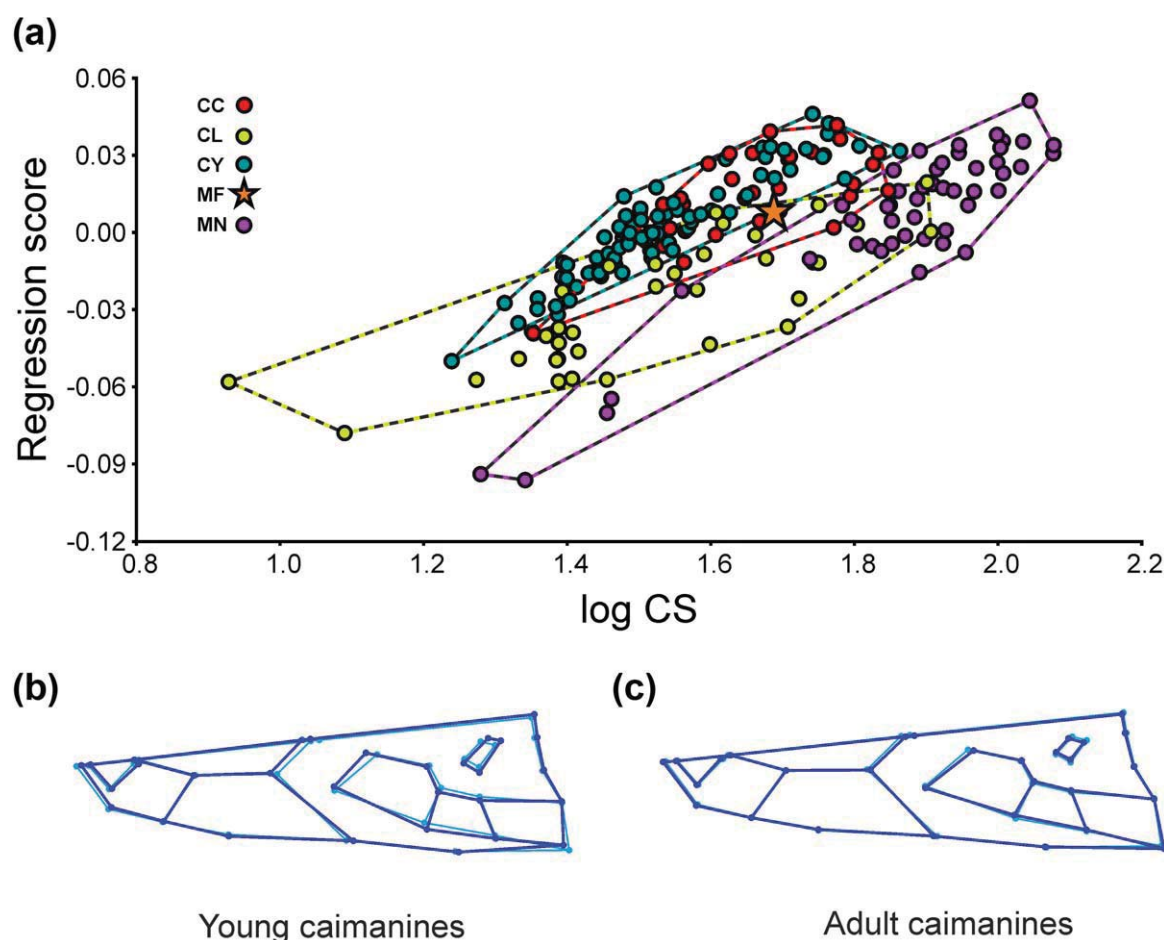 (a)
Regression score
0.06
0.03
0.00
-0.03
-0.06
-0.09
-0.12
CC
CL
CY
MF
MN
0.8 1.0 1.2 1.4 1.6 1.8 2.0 2.2
log CS
(b) (c)
Young caimanines Adult caimanines